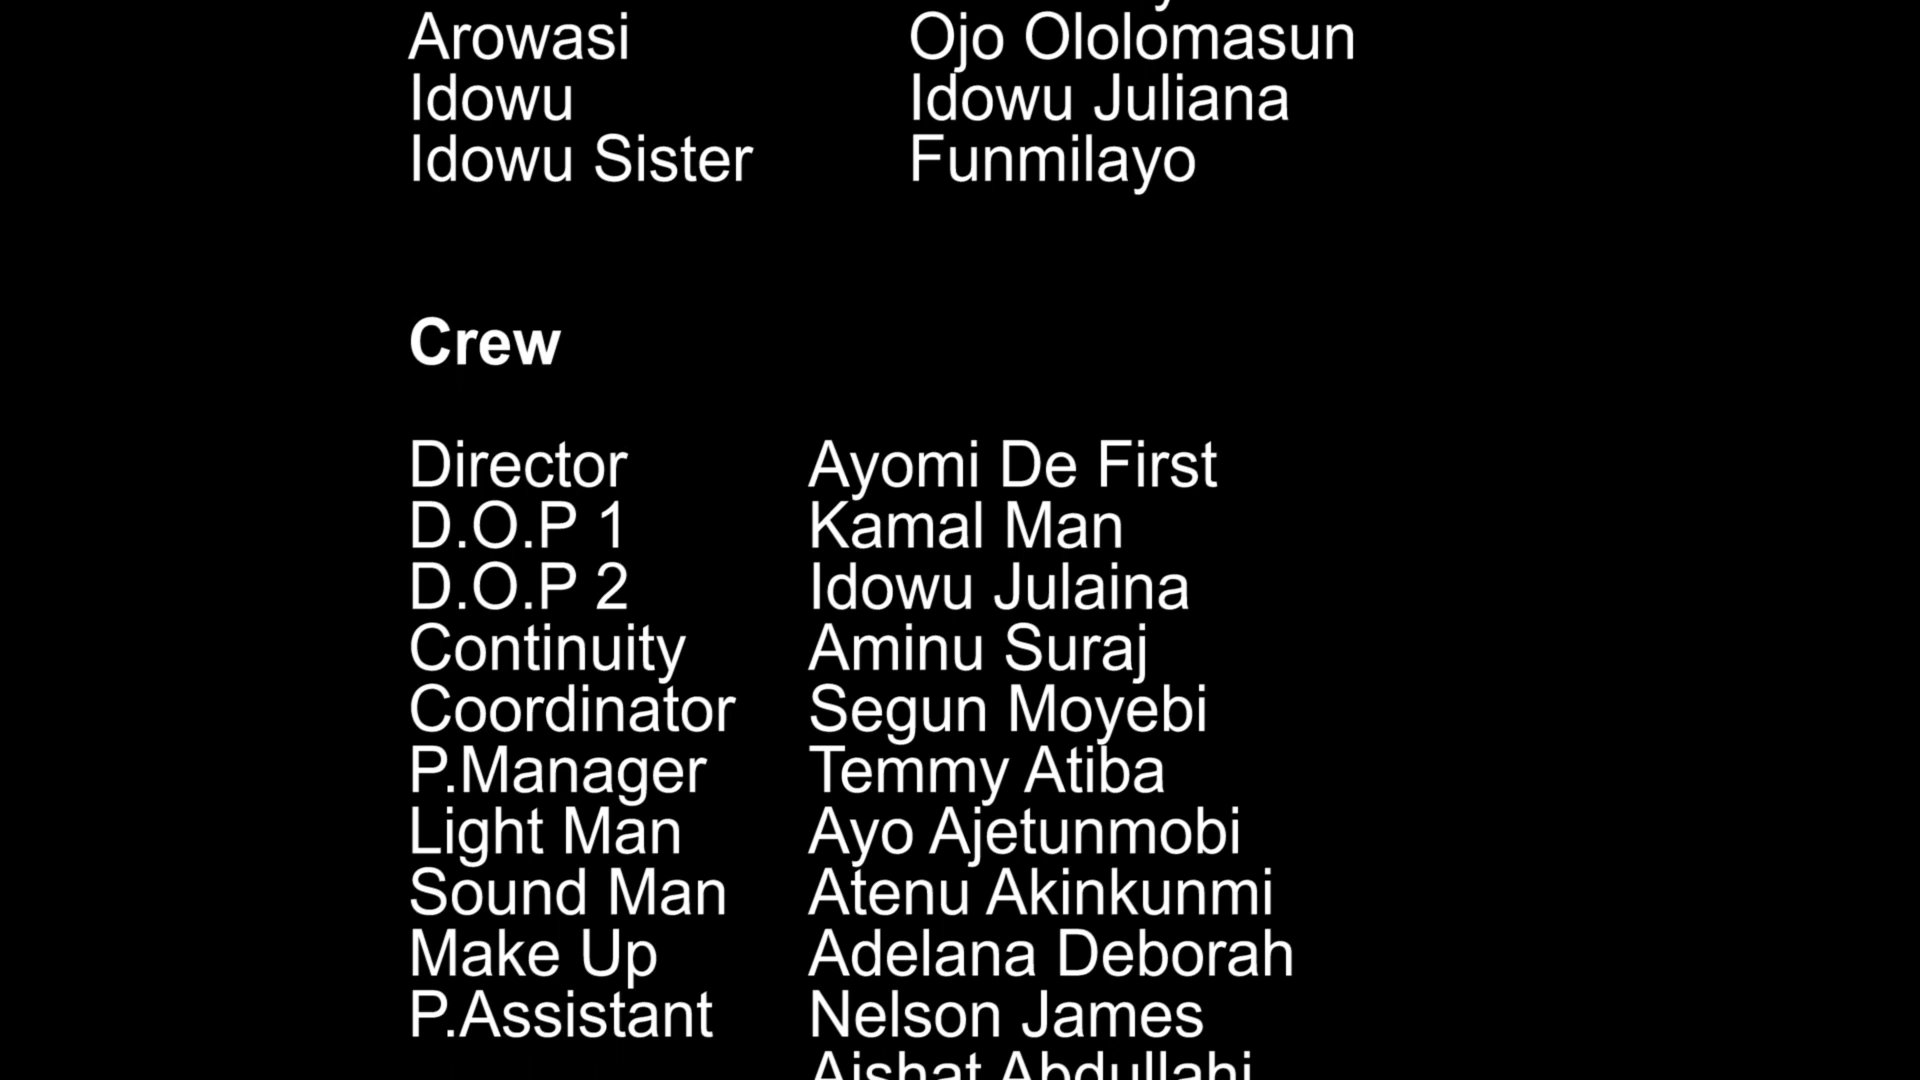 Arowasi Ojo Ololomasun
Idowu Idowu Juliana
Idowu Sister Funmilayo
Crew
Director Ayomi De First
D.O.P 1 Kamal Man
D.O.P 2 Idowu Julaina
Continuity Aminu Suraj
Coordinator Segun Moyebi
P.Manager Temmy Atiba
Light Man Ayo Ajetunmobi
Sound Man Atenu Akinkunmi
Make Up Adelana Deborah
P.Assistant Nelson James
Aishat Abdullahi